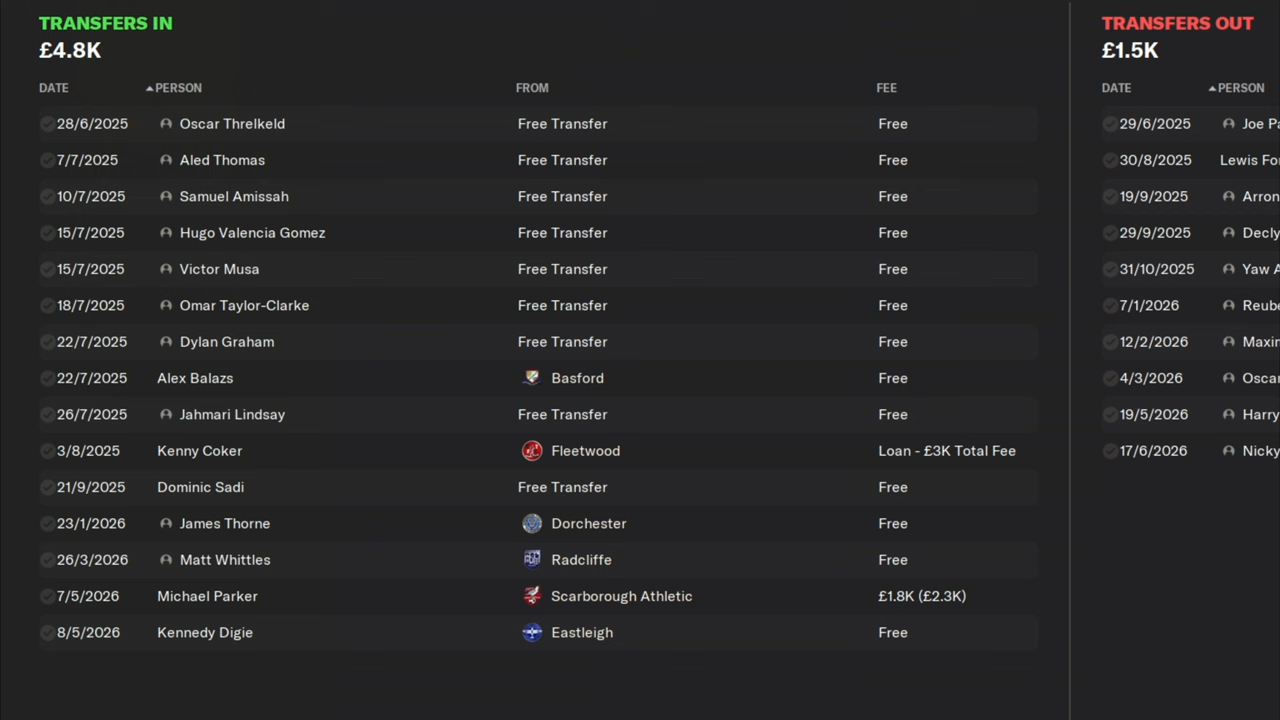 TRANSFERS IN
£4.8K
DATE PERSON FROM FEE
28/6/2025 Oscar Threlkeld Free Transfer Free
7/7/2025 Aled Thomas Free Transfer Free
10/7/2025 Samuel Amissah Free Transfer Free
15/7/2025 Hugo Valencia Gomez Free Transfer Free
15/7/2025 Victor Musa Free Transfer Free
18/7/2025 Omar Taylor-Clarke Free Transfer Free
22/7/2025 Dylan Graham Free Transfer Free
22/7/2025 Alex Balazs Basford Free
26/7/2025 Jahmari Lindsay Free Transfer Free
3/8/2025 Kenny Coker Fleetwood Loan - £3K Total Fee
21/9/2025 Dominic Sadi Free Transfer Free
23/1/2026 James Thorne Dorchester Free
26/3/2026 Matt Whittles Radcliffe Free
7/5/2026 Michael Parker Scarborough Athletic £1.8K (£2.3K)
8/5/2026 Kennedy Digie Eastleigh Free
TRANSFERS OUT
£1.5K
DATE PERSON
29/6/2025 Joe
30/8/2025 Lewis
19/9/2025 Arron
29/9/2025 Decly
31/10/2025 Yaw
7/1/2026 Reube
12/2/2026 Maxin
4/3/2026 Oscar
19/5/2026 Harry
17/6/2026 Nicky